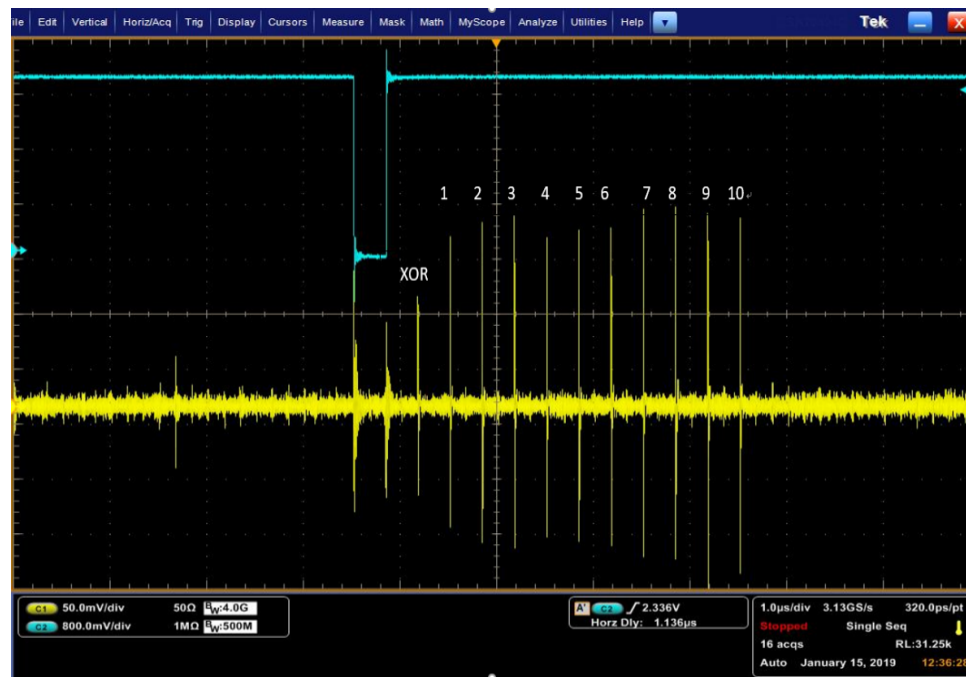 ile Edit Vertical Horiz/Acq Trig Display Cursors Measure Mask Math MyScope Analyze Utilities Help Tek X
1 2 3 4 5 6 7 8 9 10
XOR
C1 50.0mV/div 50Ω BW:4.0G
C2 800.0mV/div 1MΩ BW:500M
A' C2 2.336V
Horz Dly: 1.136μs
1.0μs/div 3.13GS/s 320.0ps/pt
Stopped Single Seq
16 acqs RL:31.25k
Auto January 15, 2019 12:36:28